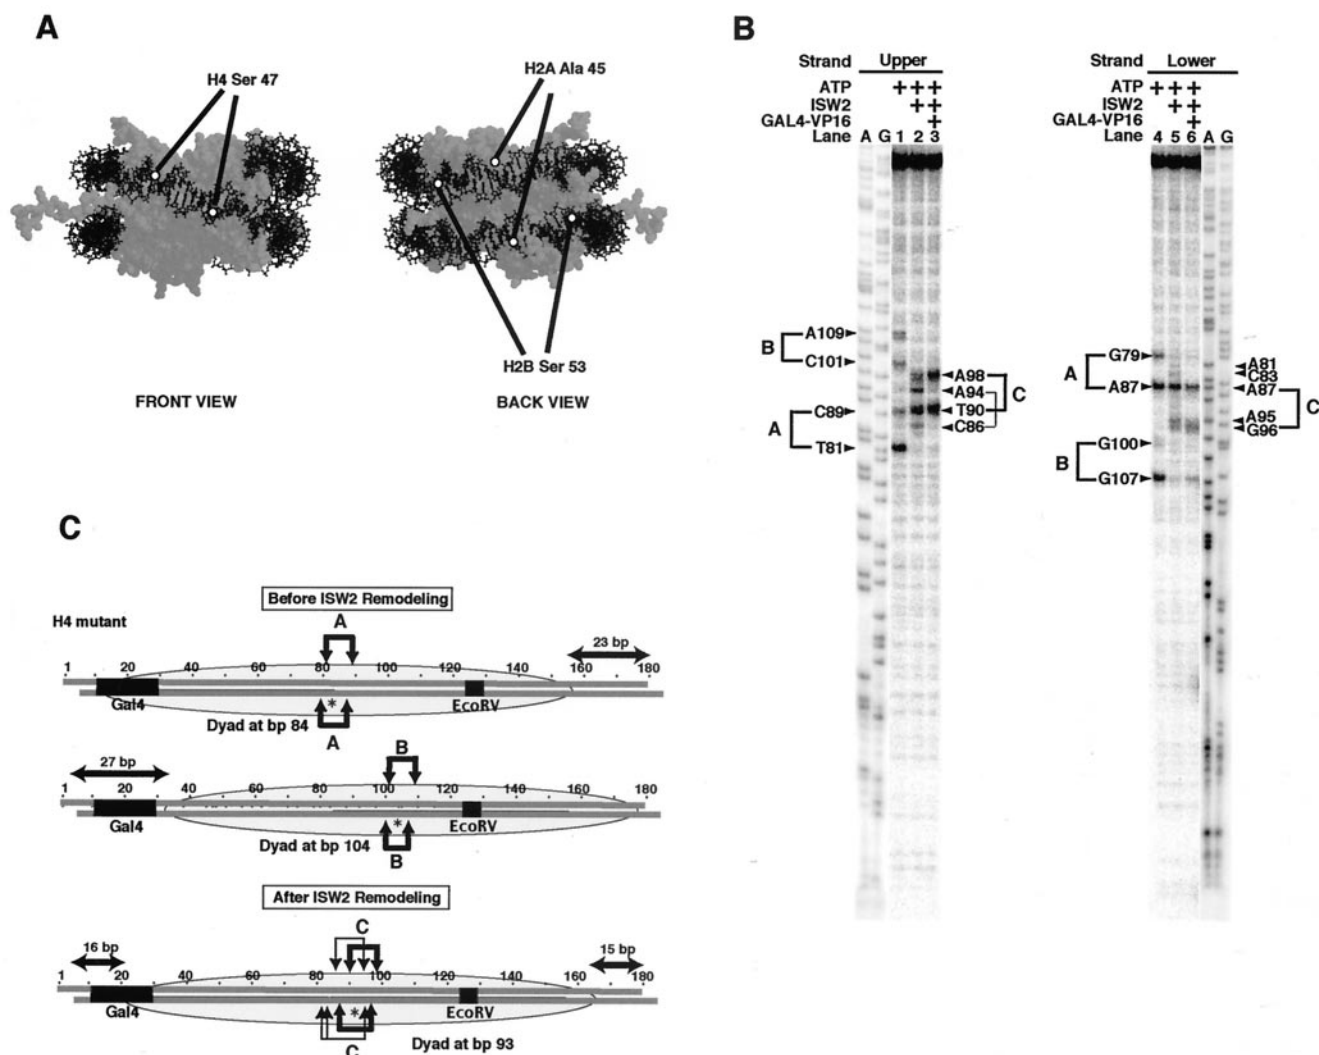 A
H4 Ser 47
H2A Ala 45
H2B Ser 53
FRONT VIEW
BACK VIEW
B
Strand Upper
ATP + + +
ISW2 + +
GAL4-VP16 +
Lane A G 1 2 3
A109
B
C101
C89
A
T81
A98
A94
C
T90
C86
Strand Lower
ATP + + +
ISW2 + +
GAL4-VP16 +
Lane 4 5 6 A G
G79
A
A87
G100
B
G107
A81
C83
A87
C
A95
G96
C
Before ISW2 Remodeling
H4 mutant
A
23 bp
1 20 40 60 80 100 120 140 160 180
Gal4
*
EcoRV
Dyad at bp 84
A
B
27 bp
1 20 40 60 80 100 120 140 160 180
Gal4
*
EcoRV
Dyad at bp 104
B
After ISW2 Remodeling
C
16 bp
15 bp
1 20 40 60 80 100 120 140 160 180
Gal4
*
EcoRV
Dyad at bp 93
C